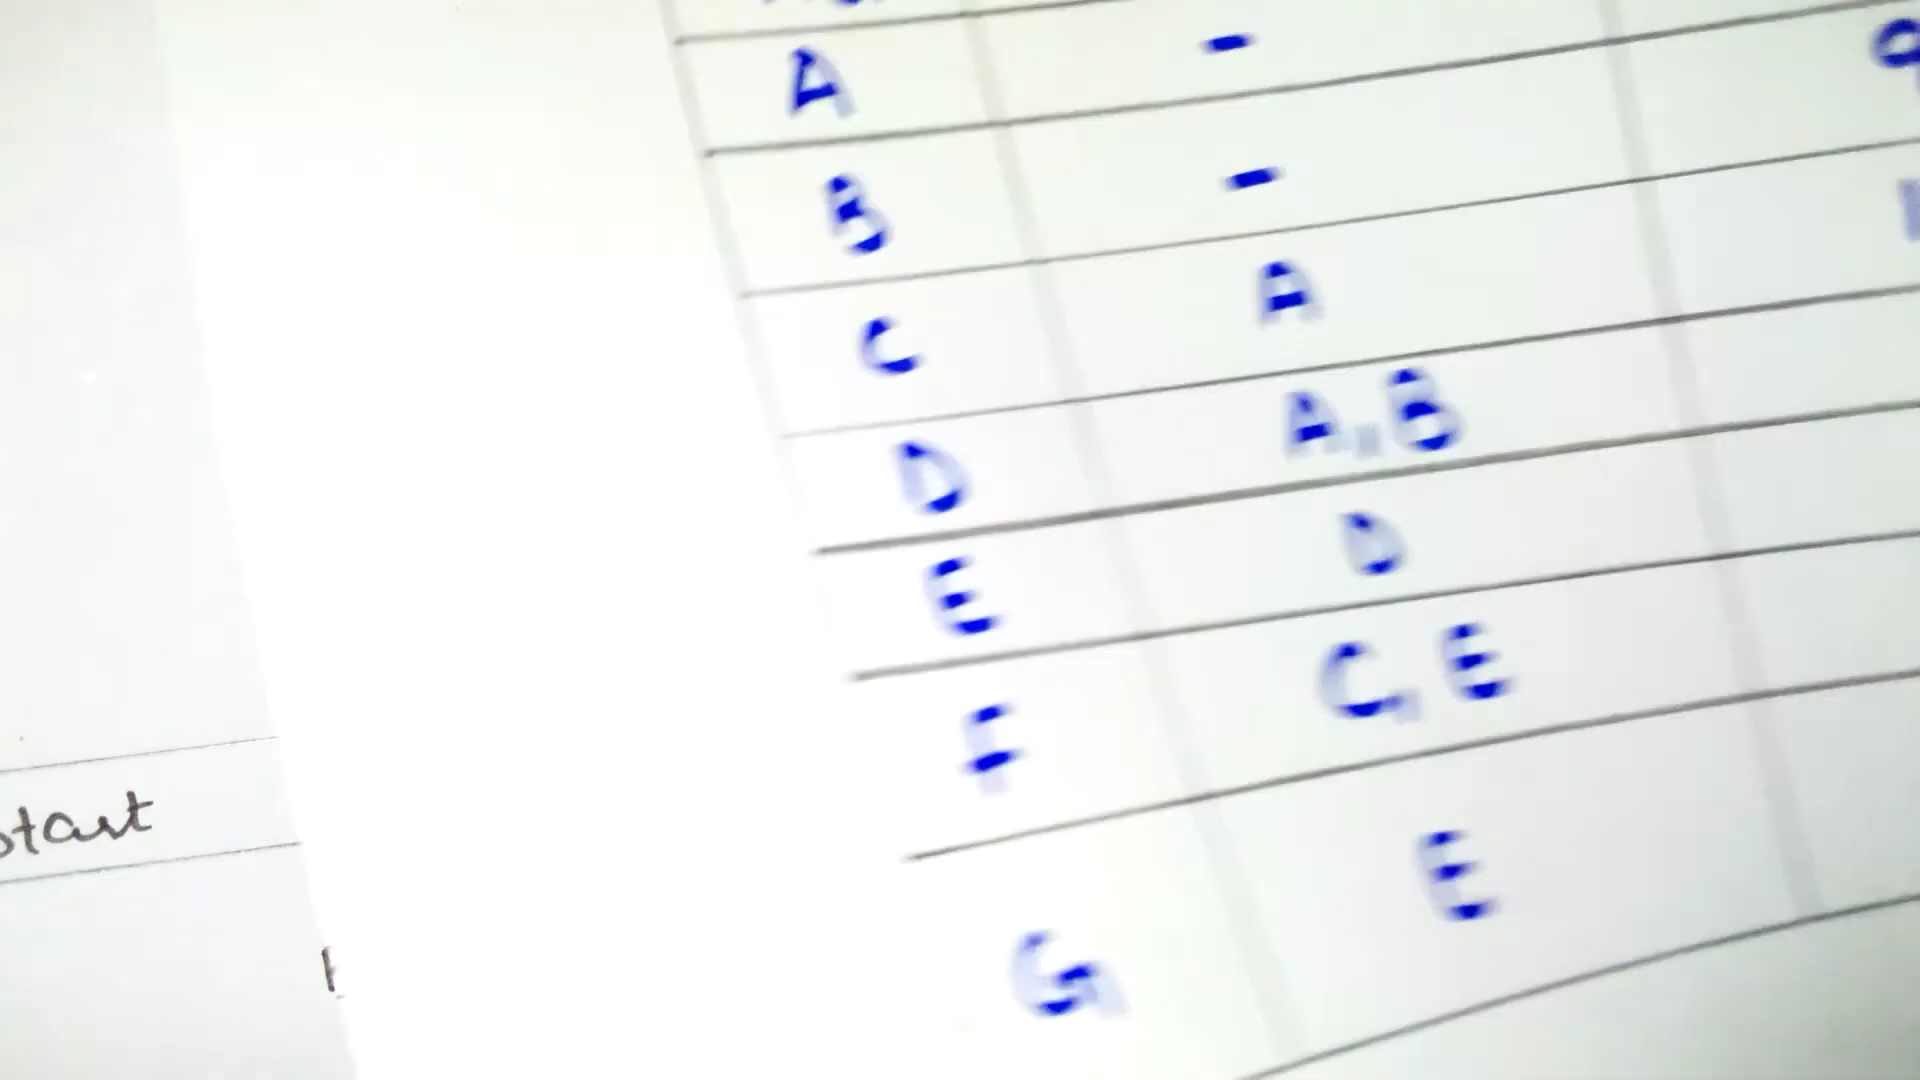 A -
B -
C A
D A, B
E D
F C, E
G E
start